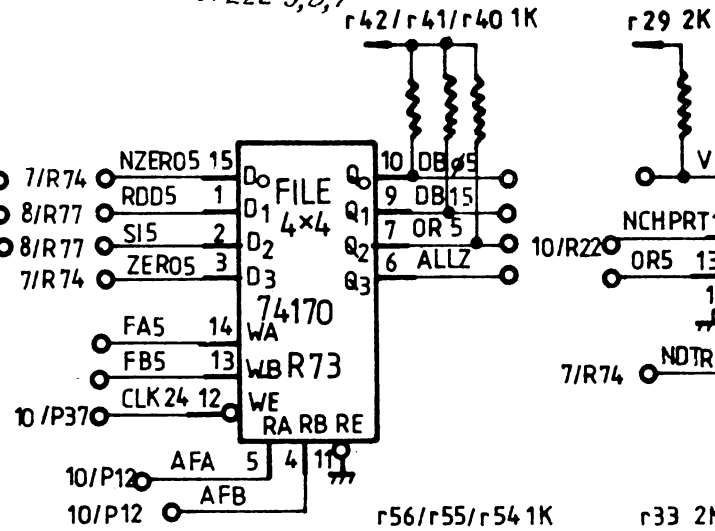 r42/r41/r40 1K
r29 2K
NZERO5 15
10 DBø5
V
7/R74
Do FILE Qo
RDD5 1
9 DB15
8/R77
D1 4×4 Q1
7 OR5
NCHPRT
SI5 2
8/R77
D2 Q2
10/R22
ZERO5 3
6 ALLZ
OR5 13
7/R74
D3 Q3
74170
FA5 14
WA
FB5 13
WB R73
NDTR
7/R74
CLK24 12
WE
10/P37
RA RB RE
AFA 5 4 11
10/P12
AFB
10/P12
r56/r55/r54 1K
r33